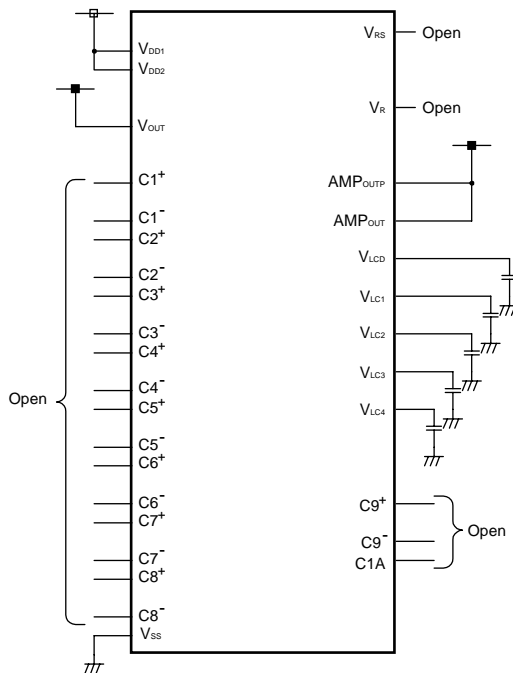 VDD1
VDD2
VOUT
C1+
C1-
C2+
C2-
C3+
C3-
C4+
C4-
C5+
C5-
C6+
C6-
C7+
C7-
C8+
C8-
VSS
Open
VRS
Open
VR
Open
AMPOUTP
AMPOUT
VLCD
VLC1
VLC2
VLC3
VLC4
C9+
C9-
C1A
Open